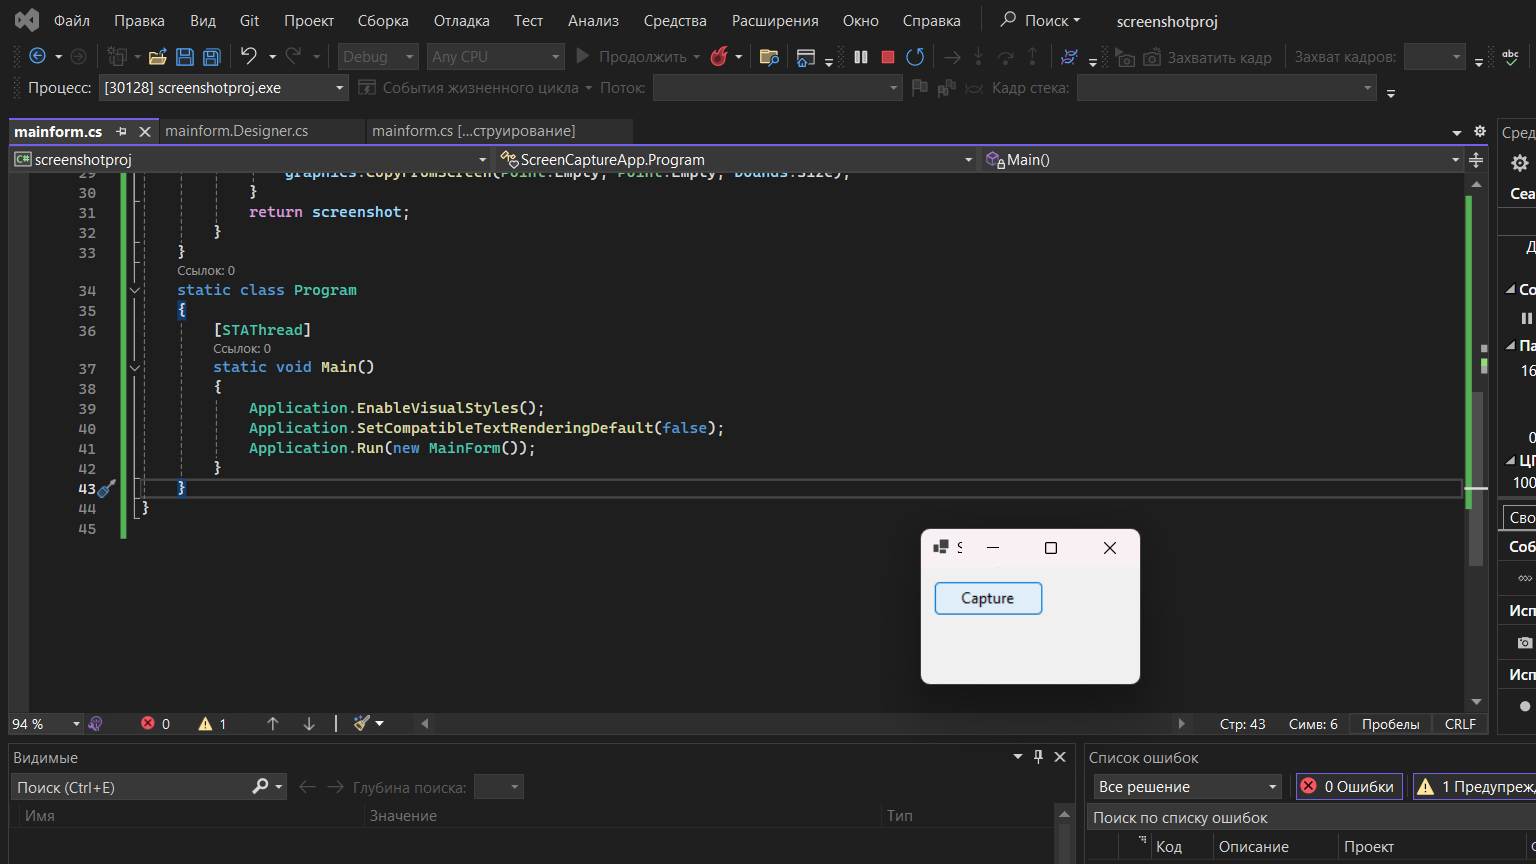 Файл Правка Вид Git Проект Сборка Отладка Тест Анализ Средства Расширения Окно Справка Поиск screenshotproj
Debug Any CPU Продолжить Захватить кадр Захват кадров: abc
Процесс: [30128] screenshotproj.exe События жизненного цикла Поток: Кадр стека:
mainform.cs mainform.Designer.cs mainform.cs [...струирование]
C# screenshotproj ScreenCaptureApp.Program Main()
29 graphics.CopyFromScreen(Point.Empty, Point.Empty, Bounds.Size);
30 }
31 return screenshot;
32 }
33 }
Ссылок: 0
34 static class Program
35 {
36 [STAThread]
Ссылок: 0
37 static void Main()
38 {
39 Application.EnableVisualStyles();
40 Application.SetCompatibleTextRenderingDefault(false);
41 Application.Run(new MainForm());
42 }
43 }
44 }
45
Capture
94 % 0 1 Стр: 43 Симв: 6 Пробелы CRLF
Сред
Сеа
Д
Со
Па
16
0
ЦП
100
Сво
Соб
Исп
Исп
Видимые
Поиск (Ctrl+E) Глубина поиска:
Имя Значение Тип
Список ошибок
Все решение 0 Ошибки 1 Предупреж
Поиск по списку ошибок
Код Описание Проект